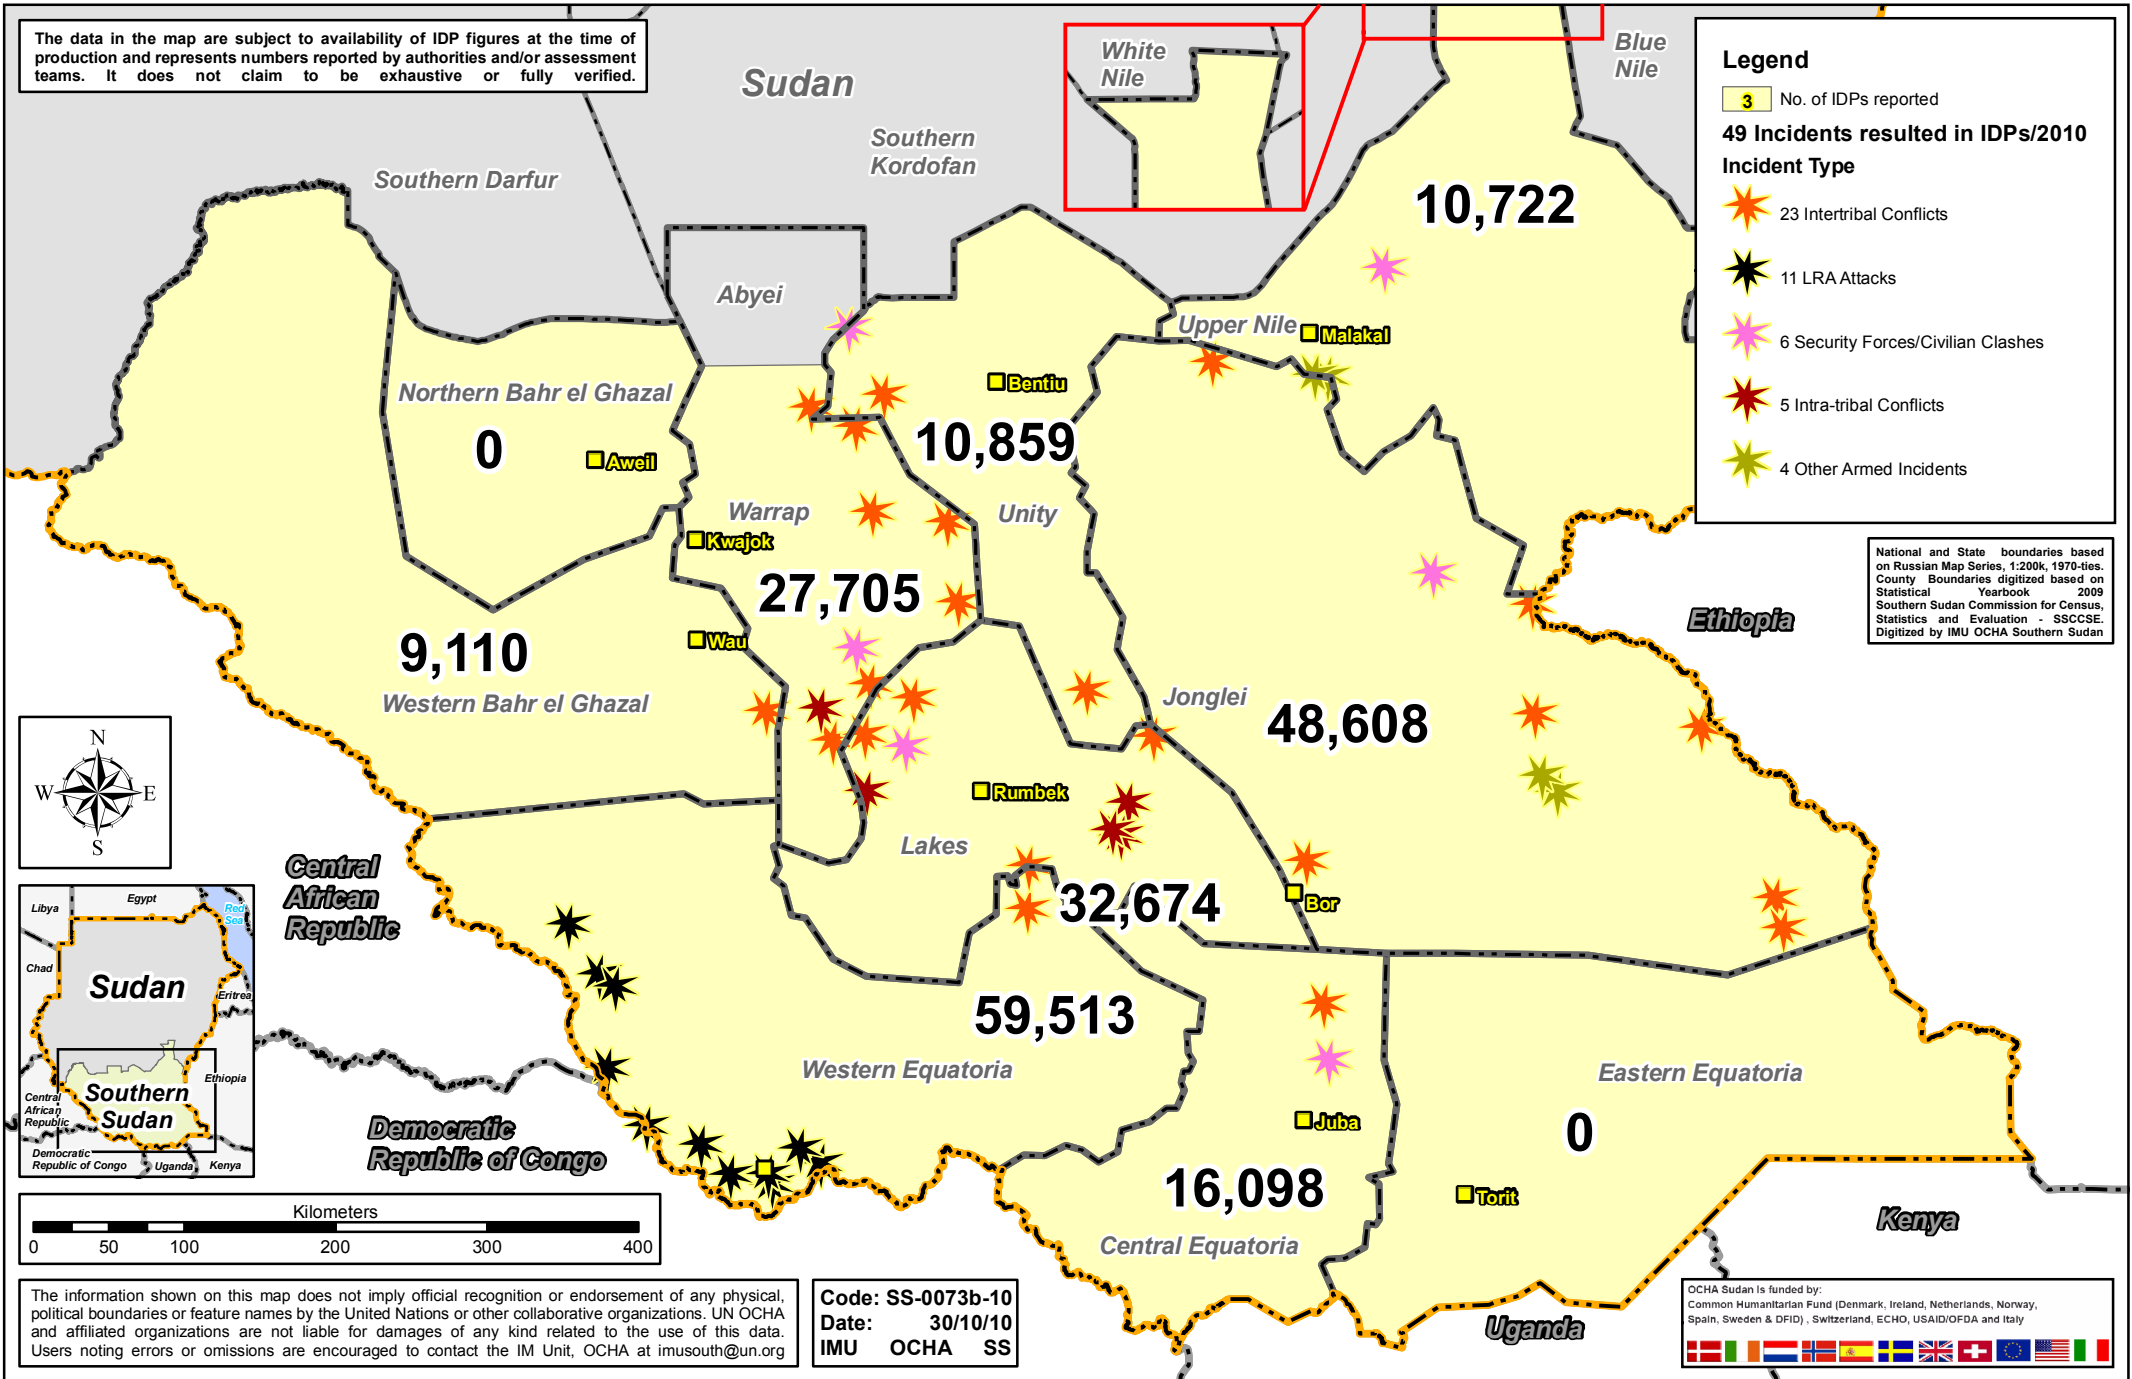 The data in the map are subject to availability of IDP figures at the time of
production and represents numbers reported by authorities and/or assessment
teams. It does not claim to be exhaustive or fully verified.
Sudan
Southern Darfur
Southern
Kordofan
White
Nile
Blue
Nile
Abyei
Legend
3 No. of IDPs reported
49 Incidents resulted in IDPs/2010
Incident Type
23 Intertribal Conflicts
11 LRA Attacks
6 Security Forces/Civilian Clashes
5 Intra-tribal Conflicts
4 Other Armed Incidents
National and State boundaries based
on Russian Map Series, 1:200k, 1970-ties.
County Boundaries digitized based on
Statistical Yearbook 2009
Southern Sudan Commission for Census,
Statistics and Evaluation - SSCCSE.
Digitized by IMU OCHA Southern Sudan
10,722
Upper Nile
Malakal
Northern Bahr el Ghazal
0
Aweil
Bentiu
10,859
Unity
Warrap
Kwajok
27,705
Wau
9,110
Western Bahr el Ghazal
Ethiopia
Jonglei
48,608
Rumbek
Lakes
32,674
Bor
Central
African
Republic
59,513
Western Equatoria
Eastern Equatoria
0
Juba
Torit
16,098
Central Equatoria
Democratic
Republic of Congo
Kenya
Uganda
N
W
E
S
Libya
Egypt
Red
Sea
Chad
Sudan
Eritrea
Ethiopia
Southern
Sudan
Central
African
Republic
Democratic
Republic of Congo
Uganda
Kenya
Kilometers
0 50 100 200 300 400
The information shown on this map does not imply official recognition or endorsement of any physical,
political boundaries or feature names by the United Nations or other collaborative organizations. UN OCHA
and affiliated organizations are not liable for damages of any kind related to the use of this data.
Users noting errors or omissions are encouraged to contact the IM Unit, OCHA at imusouth@un.org
Code: SS-0073b-10
Date: 30/10/10
IMU OCHA SS
OCHA Sudan is funded by:
Common Humanitarian Fund (Denmark, Ireland, Netherlands, Norway,
Spain, Sweden & DFID) , Switzerland, ECHO, USAID/OFDA and Italy